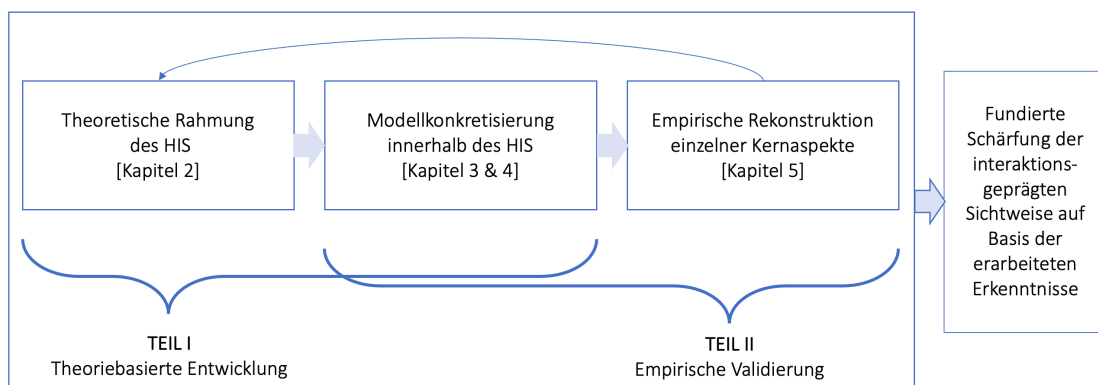 Theoretische Rahmung
des HIS
[Kapitel 2]
Modellkonkretisierung
innerhalb des HIS
[Kapitel 3 & 4]
Empirische Rekonstruktion
einzelner Kernaspekte
[Kapitel 5]
Fundierte
Schärfung der
interaktions-
geprägten
Sichtweise auf
Basis der
erarbeiteten
Erkenntnisse
TEIL I
Theoriebasierte Entwicklung
TEIL II
Empirische Validierung